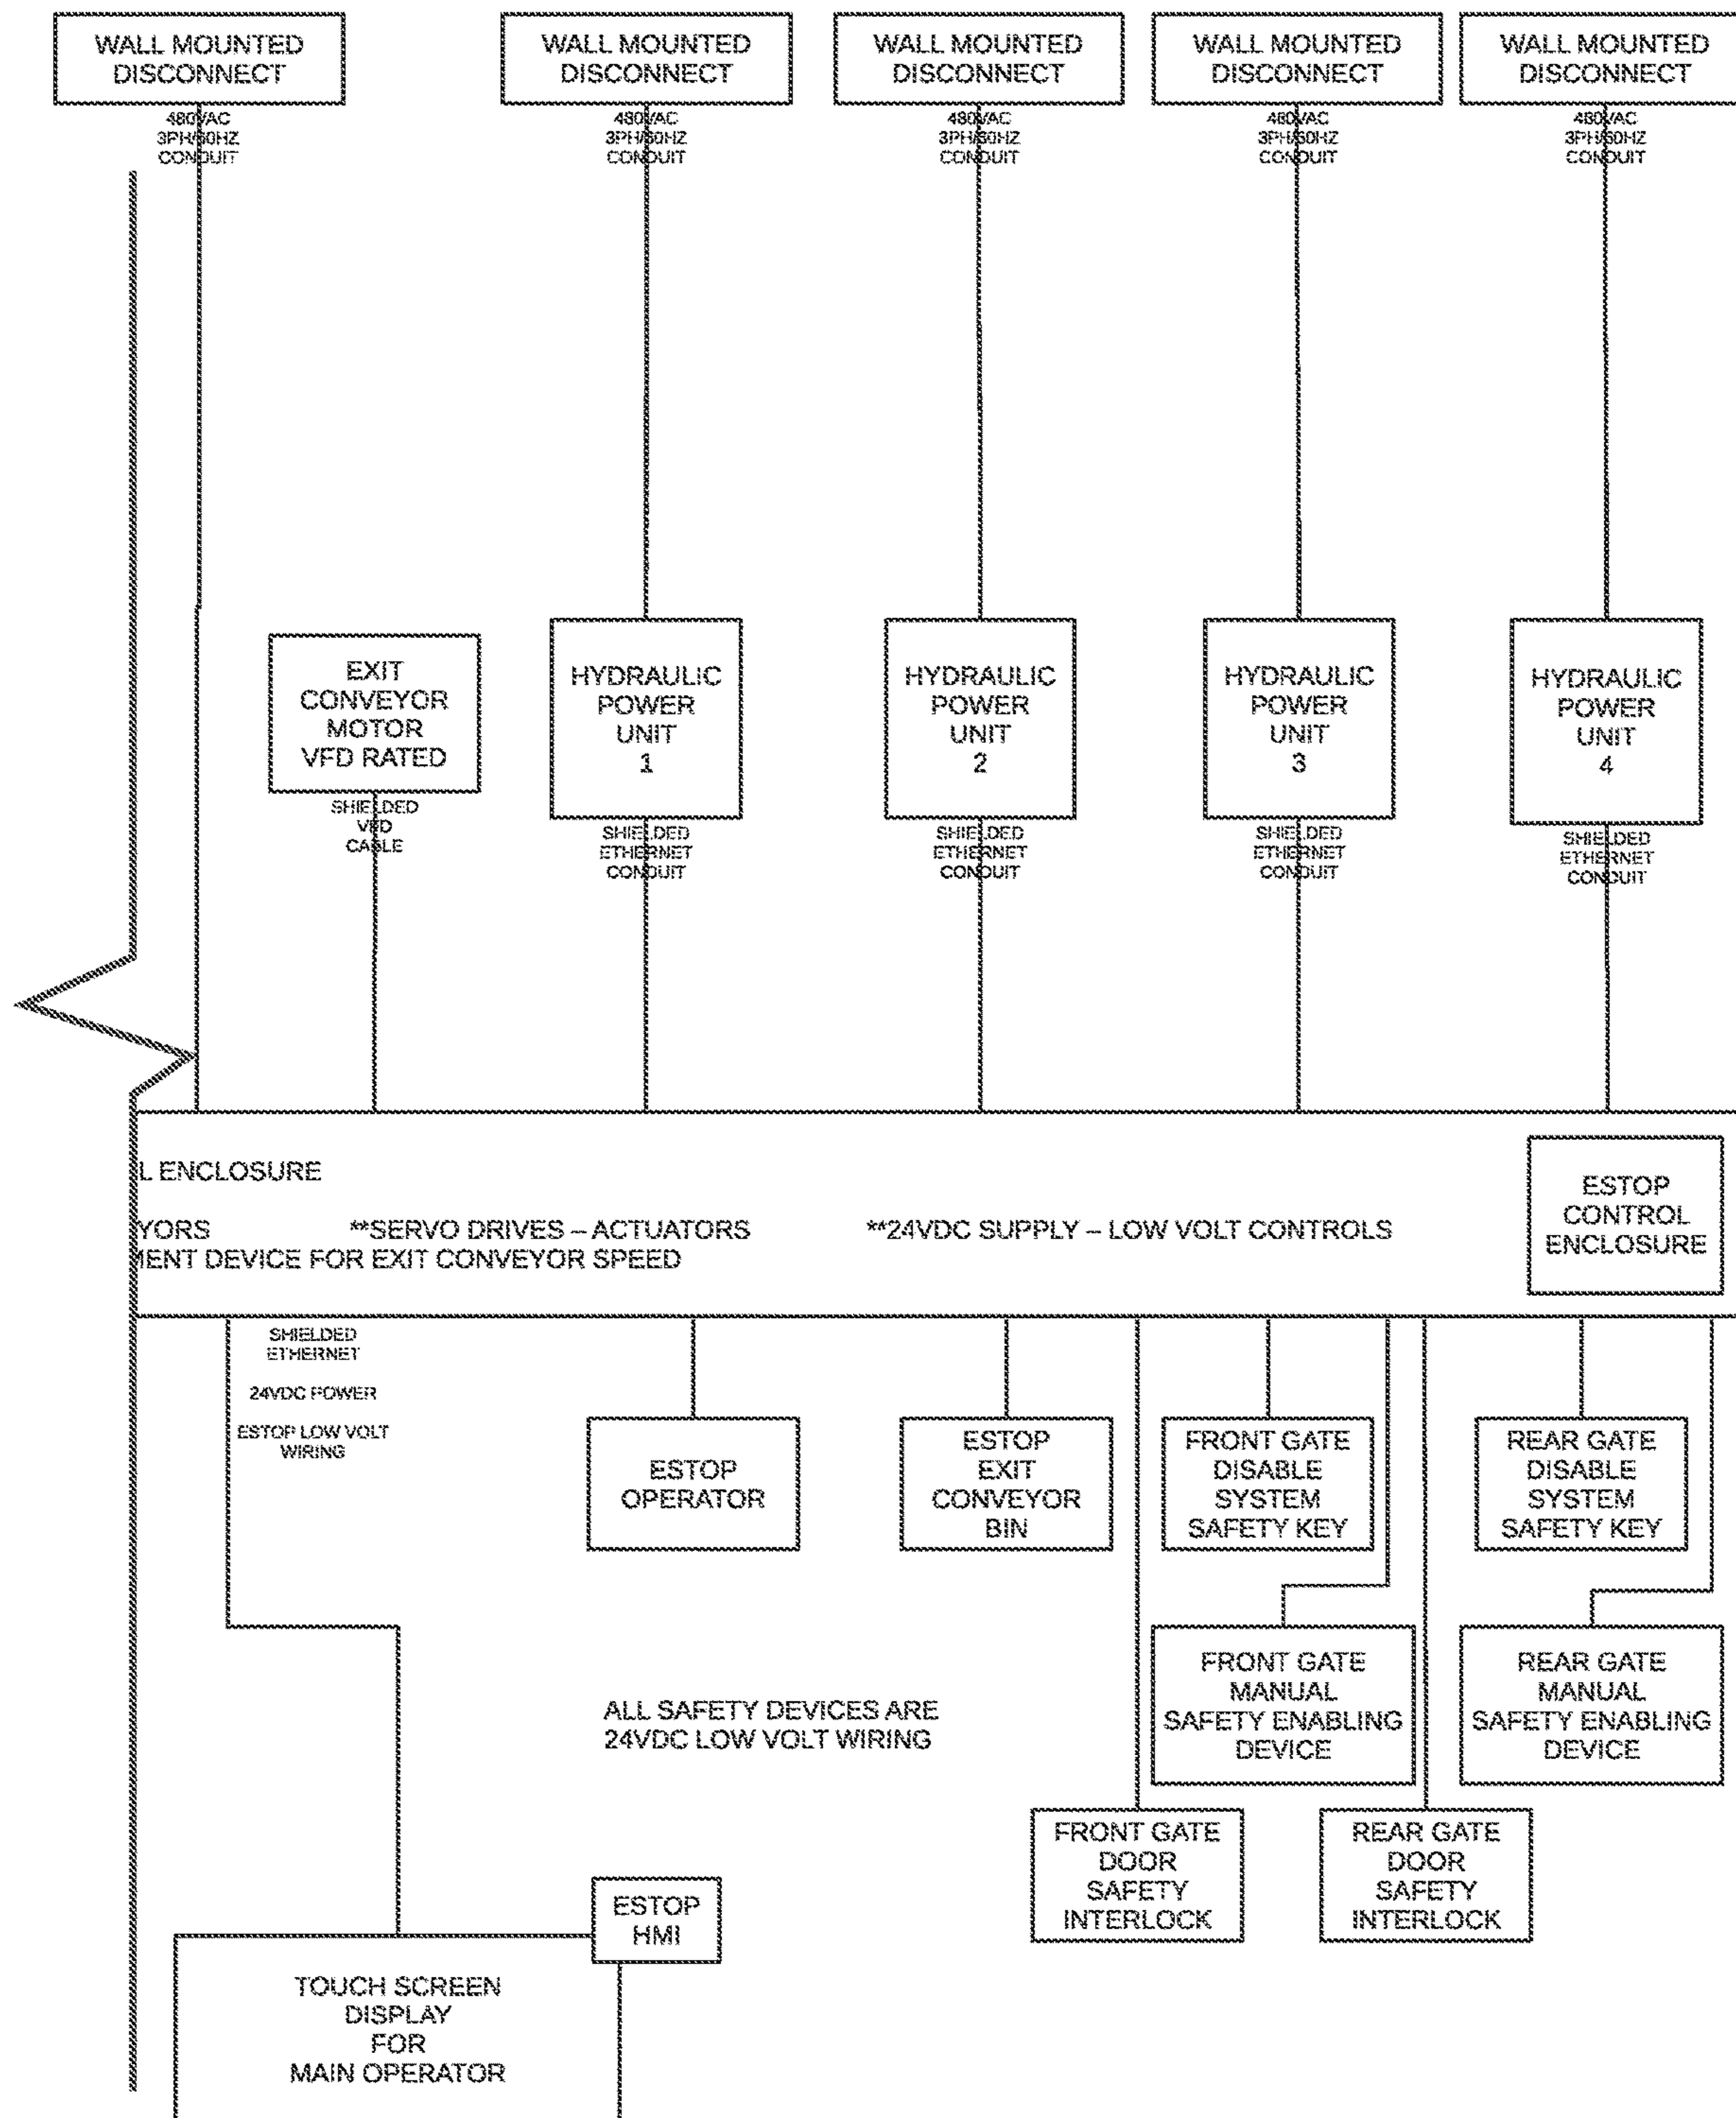 WALL MOUNTED
DISCONNECT
WALL MOUNTED
DISCONNECT
WALL MOUNTED
DISCONNECT
WALL MOUNTED
DISCONNECT
WALL MOUNTED
DISCONNECT
480VAC
3PH/60HZ
CONDUIT
480VAC
3PH/60HZ
CONDUIT
480VAC
3PH/60HZ
CONDUIT
480VAC
3PH/60HZ
CONDUIT
480VAC
3PH/60HZ
CONDUIT
EXIT
CONVEYOR
MOTOR
VFD RATED
HYDRAULIC
POWER
UNIT
1
HYDRAULIC
POWER
UNIT
2
HYDRAULIC
POWER
UNIT
3
HYDRAULIC
POWER
UNIT
4
SHIELDED
VFD
CABLE
SHIELDED
ETHERNET
CONDUIT
SHIELDED
ETHERNET
CONDUIT
SHIELDED
ETHERNET
CONDUIT
SHIELDED
ETHERNET
CONDUIT
L ENCLOSURE
YORS **SERVO DRIVES – ACTUATORS **24VDC SUPPLY – LOW VOLT CONTROLS
MENT DEVICE FOR EXIT CONVEYOR SPEED
ESTOP
CONTROL
ENCLOSURE
SHIELDED
ETHERNET
24VDC POWER
ESTOP LOW VOLT
WIRING
ESTOP
OPERATOR
ESTOP
EXIT
CONVEYOR
BIN
FRONT GATE
DISABLE
SYSTEM
SAFETY KEY
REAR GATE
DISABLE
SYSTEM
SAFETY KEY
ALL SAFETY DEVICES ARE
24VDC LOW VOLT WIRING
FRONT GATE
MANUAL
SAFETY ENABLING
DEVICE
REAR GATE
MANUAL
SAFETY ENABLING
DEVICE
FRONT GATE
DOOR
SAFETY
INTERLOCK
REAR GATE
DOOR
SAFETY
INTERLOCK
ESTOP
HMI
TOUCH SCREEN
DISPLAY
FOR
MAIN OPERATOR